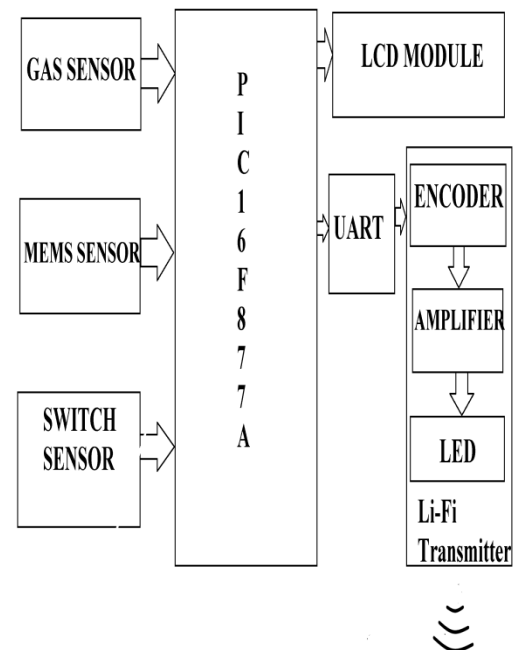 GAS SENSOR
MEMS SENSOR
SWITCH
SENSOR
P
I
C
1
6
F
8
7
7
A
LCD MODULE
UART
ENCODER
AMPLIFIER
LED
Li-Fi
Transmitter